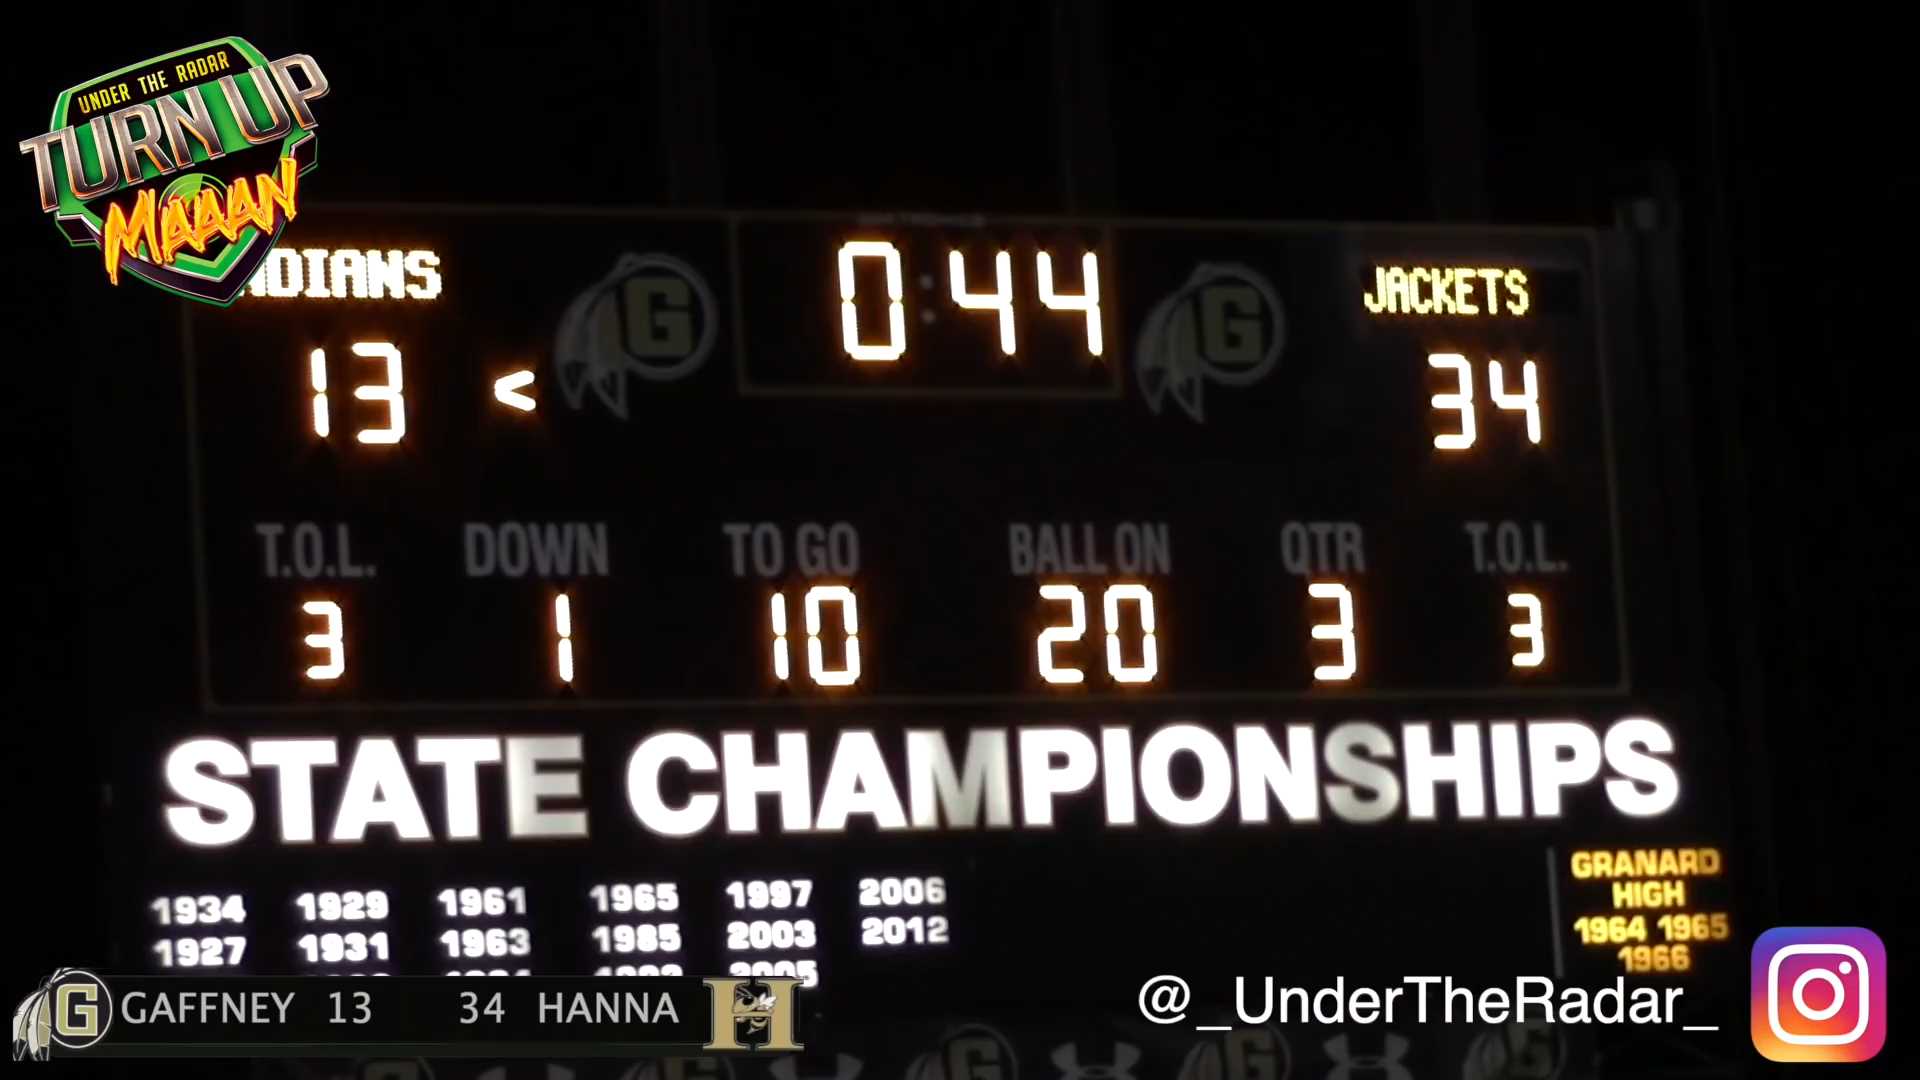 UNDER THE RADAR
TURN UP
MAAAN
DIANS
0:44
JACKETS
G
G
13 <
34
T.O.L. DOWN TO GO BALL ON QTR T.O.L.
3 1 10 20 3 3
STATE CHAMPIONSHIPS
1934 1929 1961 1965 1997 2006
1927 1931 1963 1985 2003 2012
2005
GRANARD
HIGH
1964 1965
1966
G GAFFNEY 13 34 HANNA H
@_UnderTheRadar_